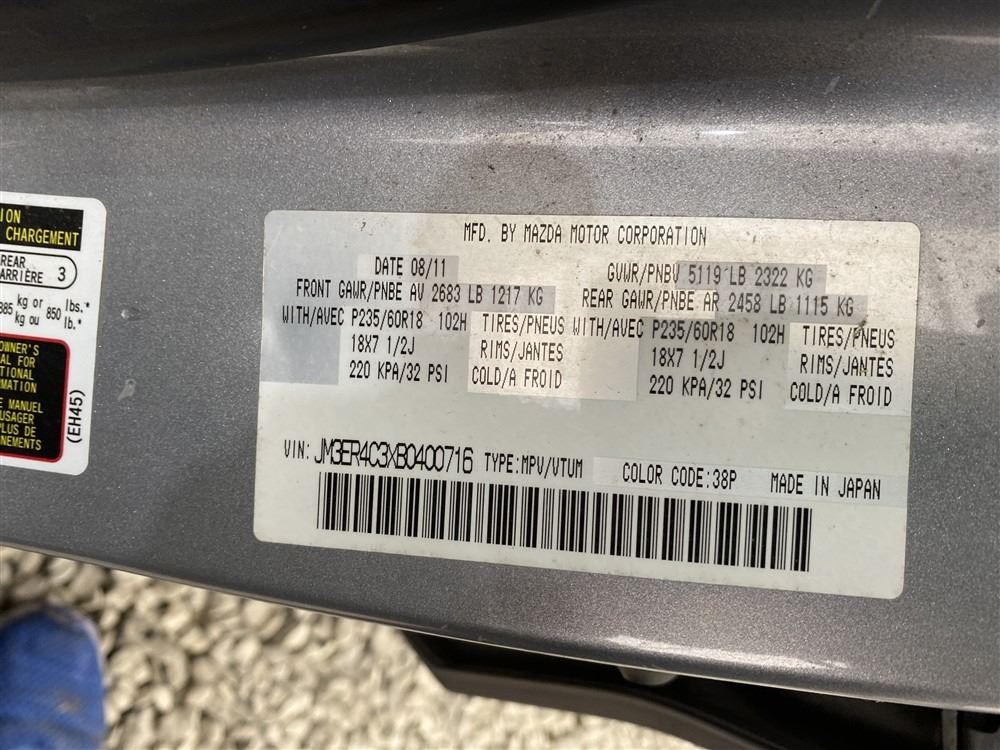 ION
CHARGEMENT
REAR
ARRIÈRE 3
385 kg or 850 lbs.*
kg ou lb.*
OWNER'S
AL FOR
TIONAL
RMATION
E MANUEL
USAGER
PLUS DE
GNEMENTS
(EH45)
MFD. BY MAZDA MOTOR CORPORATION
DATE 08/11 GVWR/PNBV 5119 LB 2322 KG
FRONT GAWR/PNBE AV 2683 LB 1217 KG REAR GAWR/PNBE AR 2458 LB 1115 KG
WITH/AVEC P235/60R18 102H TIRES/PNEUS WITH/AVEC P235/60R18 102H TIRES/PNEUS
18X7 1/2J RIMS/JANTES 18X7 1/2J RIMS/JANTES
220 KPA/32 PSI COLD/A FROID 220 KPA/32 PSI COLD/A FROID
VIN: JM3ER4C3XB0400716 TYPE:MPV/VTUM COLOR CODE:38P MADE IN JAPAN